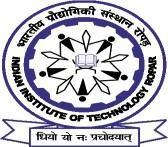 भारतीय प्रौद्योगिकी संस्थान रोपड़
INDIAN INSTITUTE OF TECHNOLOGY ROPAR
धियो यो नः प्रचोदयात्